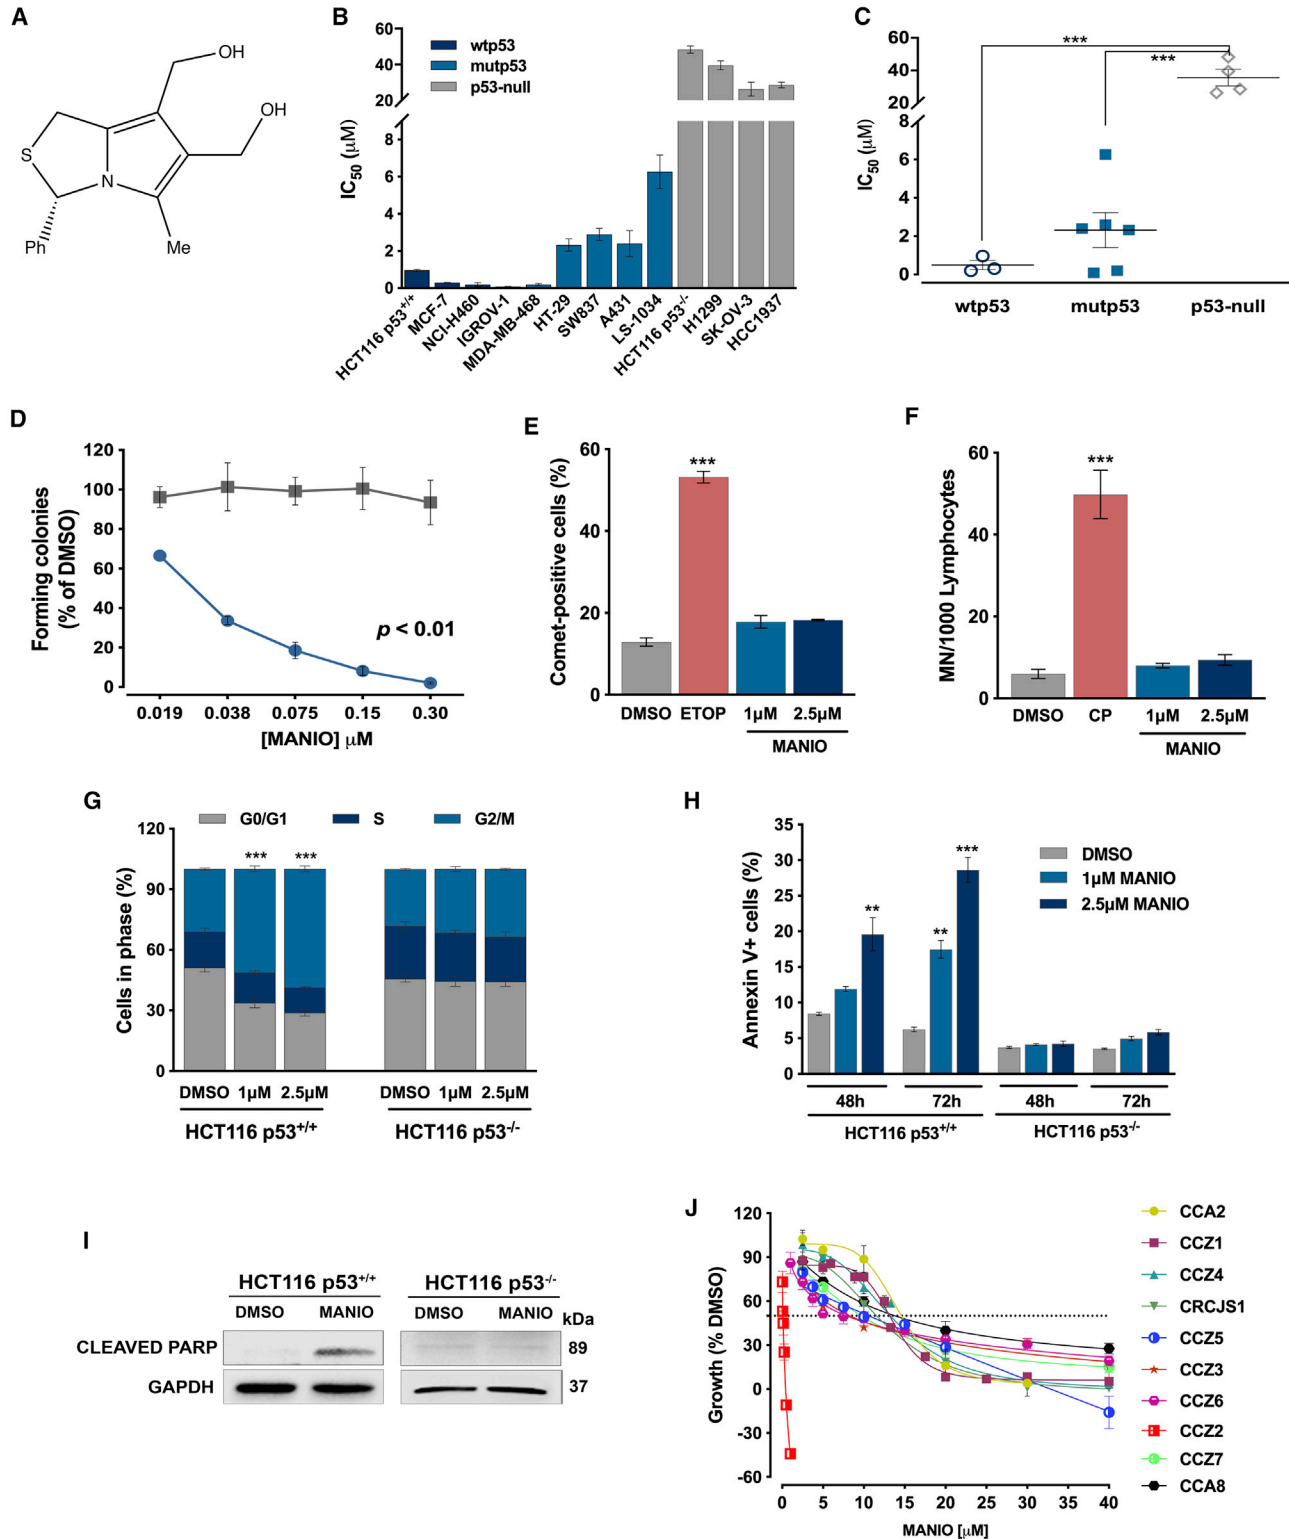 A
OH
OH
S
N
Ph
Me
B
60
40
20
8
6
4
2
0
IC50 (µM)
wtp53
mutp53
p53-null
HCT116 p53+/+
MCF-7
NCI-H460
IGROV-1
MDA-MB-468
HT-29
SW837
A431
LS-1034
HCT116 p53-/-
H1299
SK-OV-3
HCC1937
C
60
40
20
8
6
4
2
0
IC50 (µM)
***
***
wtp53
mutp53
p53-null
D
120
100
80
60
40
20
0
Forming colonies
(% of DMSO)
p < 0.01
0.019
0.038
0.075
0.15
0.30
[MANIO] µM
E
60
40
20
0
Comet-positive cells (%)
***
DMSO
ETOP
1µM
2.5µM
MANIO
F
60
40
20
0
MN/1000 Lymphocytes
***
DMSO
CP
1µM
2.5µM
MANIO
G
G0/G1
S
G2/M
120
90
60
30
0
Cells in phase (%)
***
***
DMSO
1µM
2.5µM
DMSO
1µM
2.5µM
HCT116 p53+/+
HCT116 p53-/-
H
35
30
25
20
15
10
5
0
Annexin V+ cells (%)
DMSO
1µM MANIO
2.5µM MANIO
**
**
***
48h
72h
48h
72h
HCT116 p53+/+
HCT116 p53-/-
I
HCT116 p53+/+
HCT116 p53-/-
DMSO
MANIO
DMSO
MANIO
kDa
CLEAVED PARP
89
GAPDH
37
J
120
90
60
30
0
-30
-60
Growth (% DMSO)
0
5
10
15
20
25
30
35
40
MANIO [µM]
CCA2
CCZ1
CCZ4
CRCJS1
CCZ5
CCZ3
CCZ6
CCZ2
CCZ7
CCA8